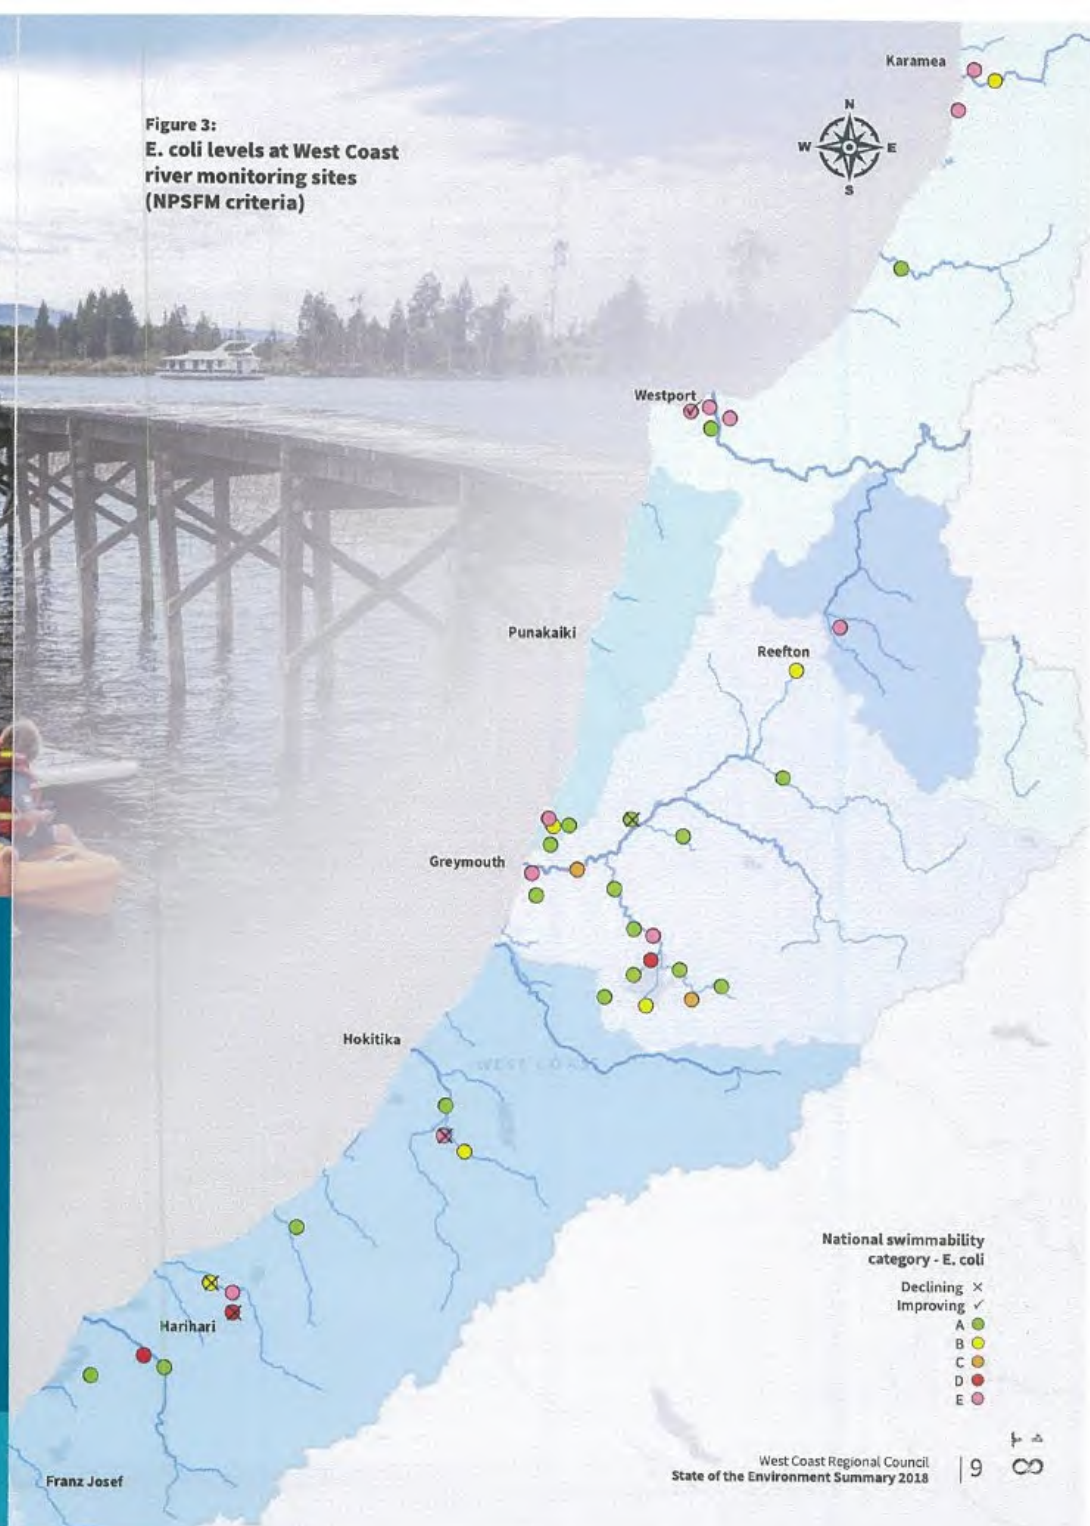 Figure 3:
E. coli levels at West Coast
river monitoring sites
(NPSFM criteria)
Karamea
N
W
E
S
Westport
Punakaiki
Reefton
Greymouth
Hokitika
WEST COAST
Harihari
Franz Josef
National swimmability
category - E. coli
Declining ×
Improving ✓
A
B
C
D
E
West Coast Regional Council
State of the Environment Summary 2018
9